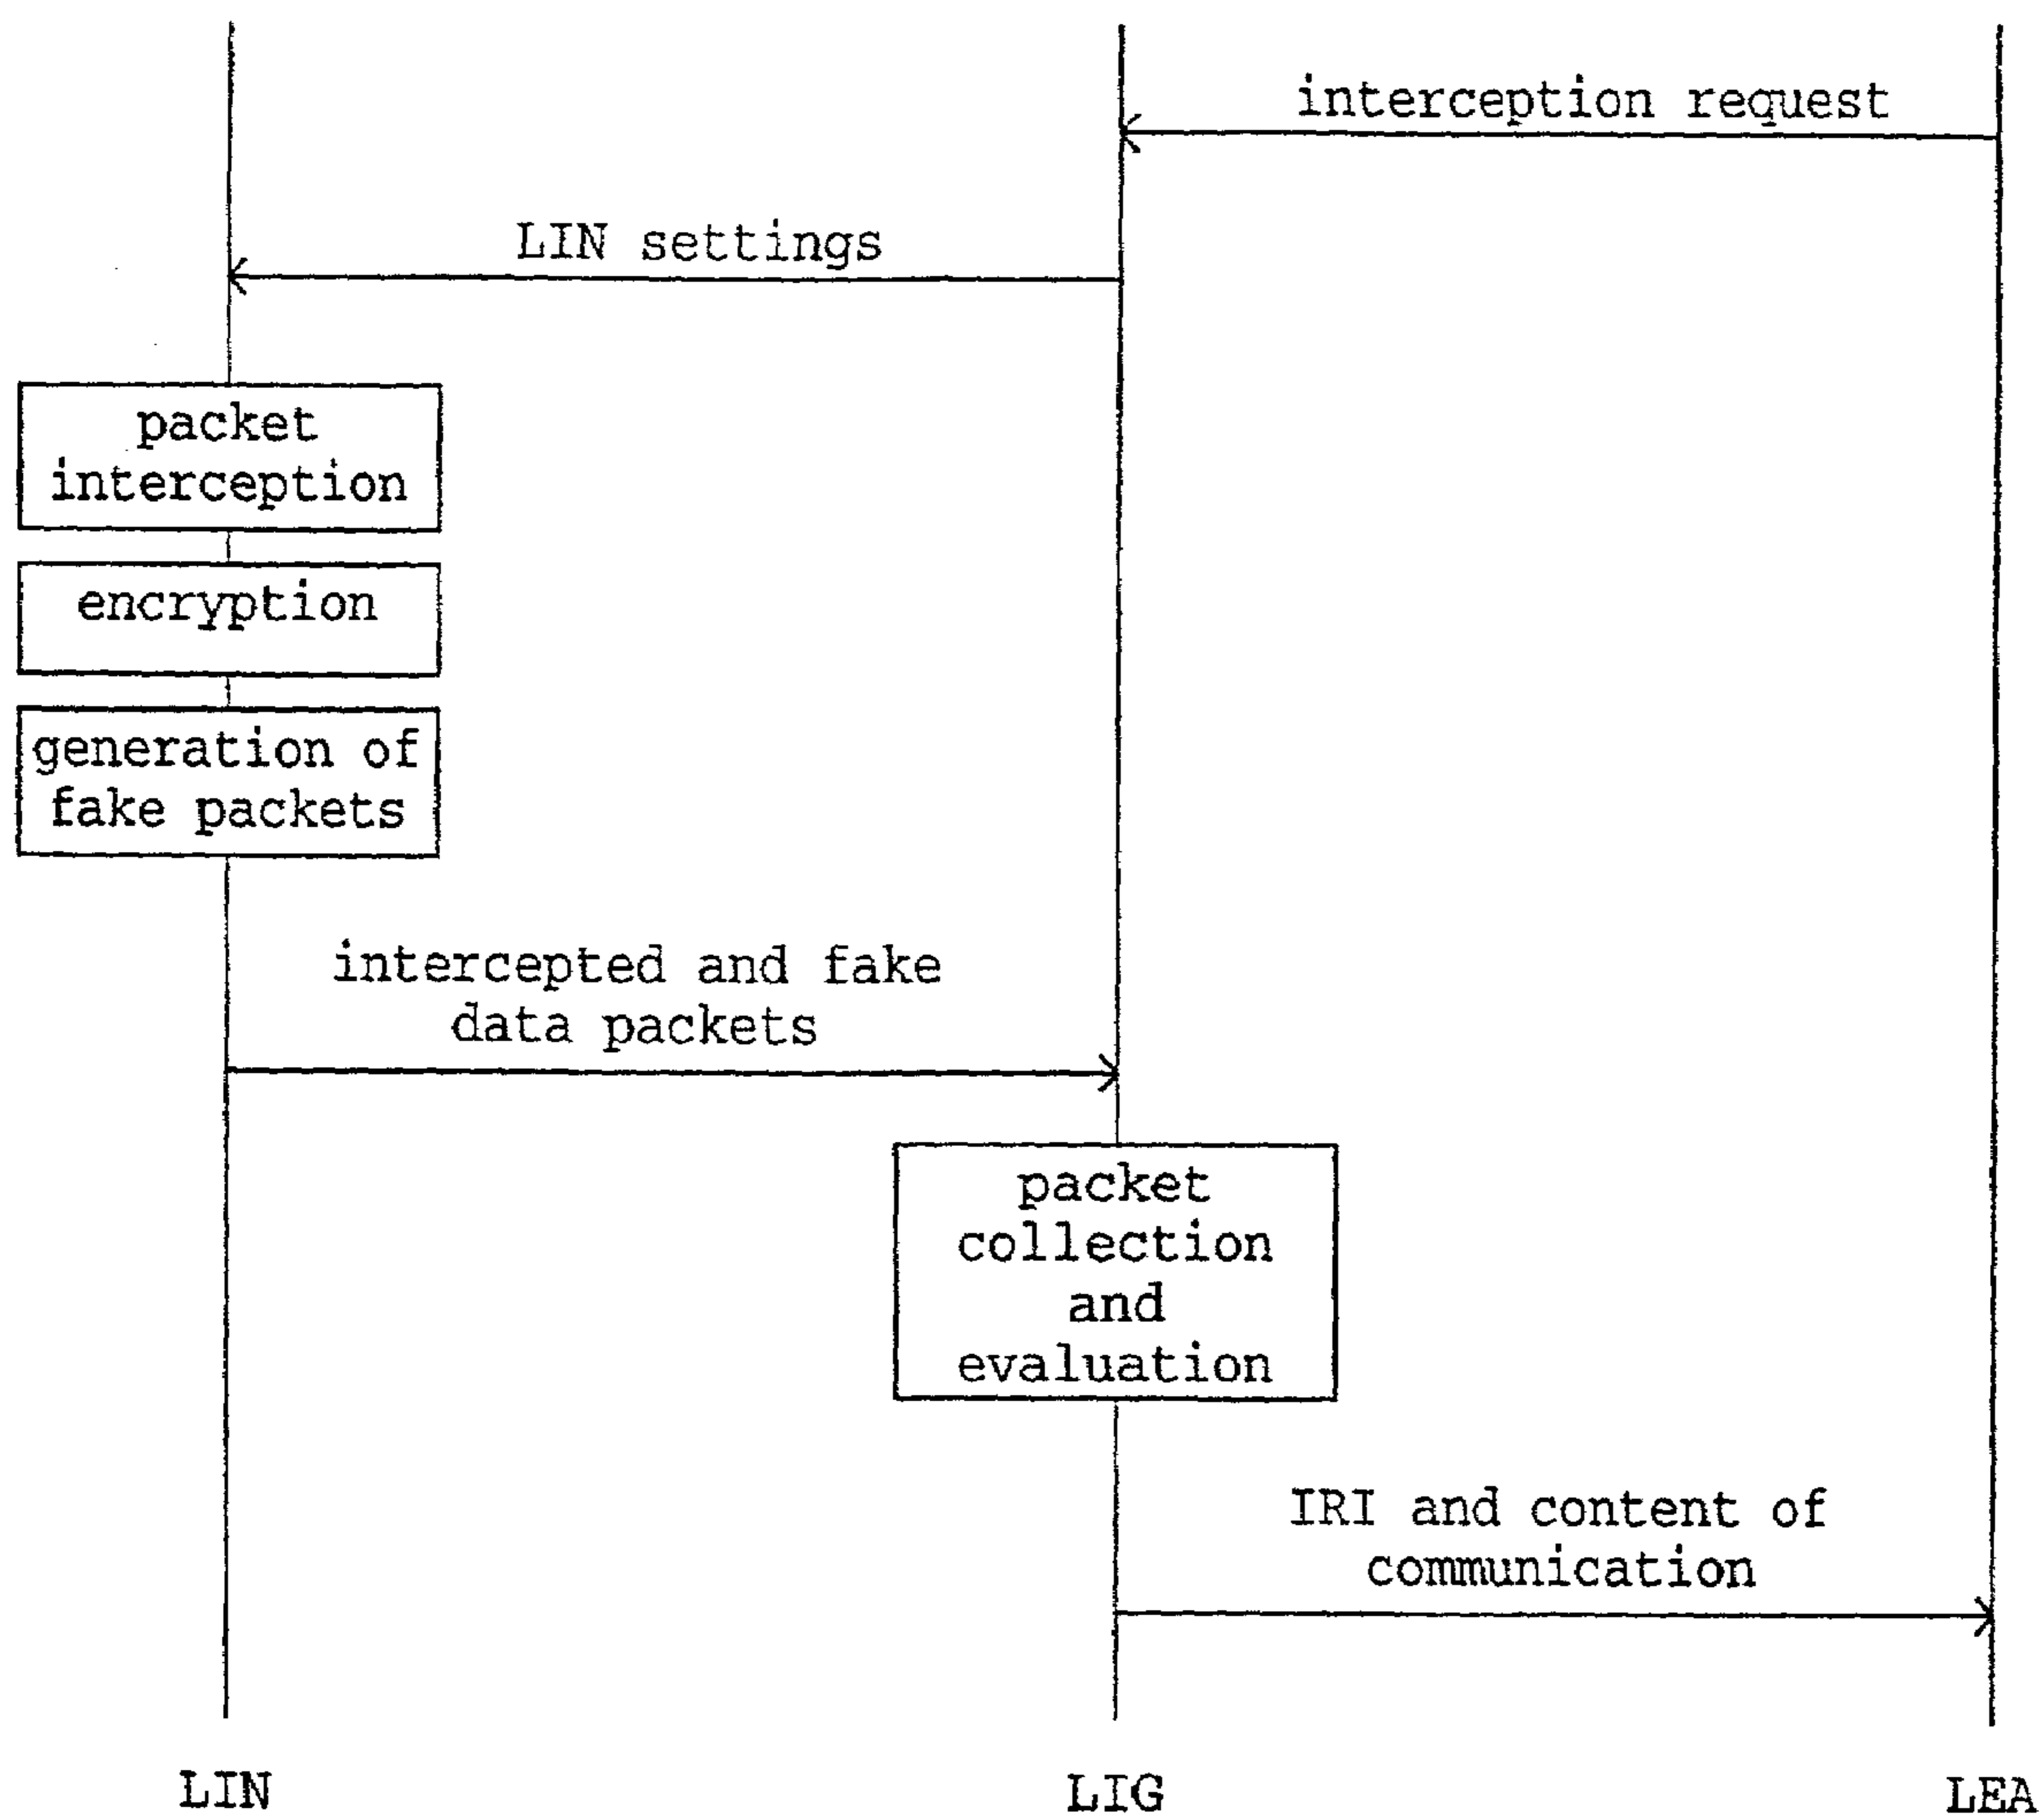 interception request
LIN settings
packet
interception
encryption
generation of
fake packets
intercepted and fake
data packets
packet
collection
and
evaluation
IRI and content of
communication
LIN
LIG
LEA